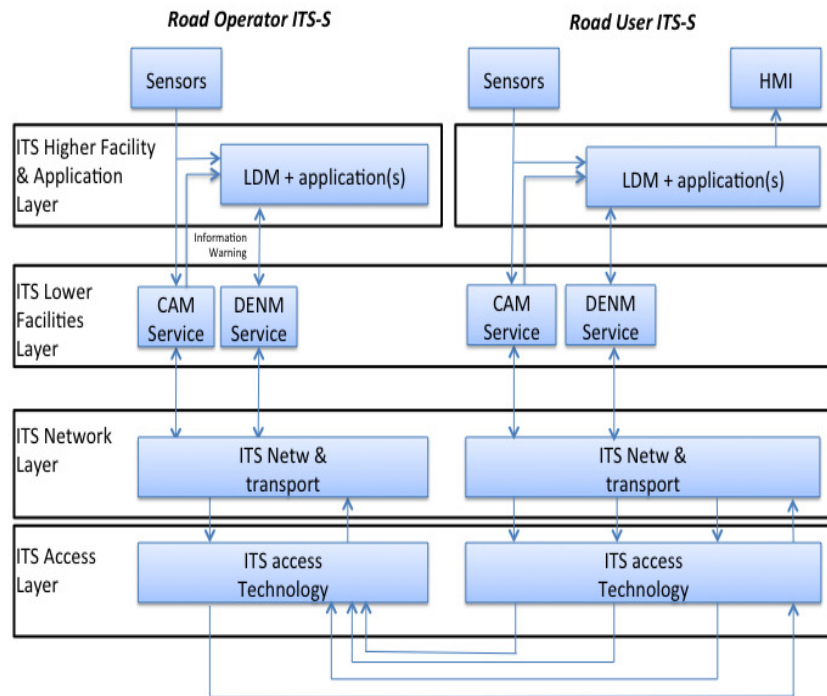 Road Operator ITS-S
Road User ITS-S
Sensors
Sensors
HMI
ITS Higher Facility
& Application
Layer
LDM + application(s)
LDM + application(s)
Information
Warning
ITS Lower
Facilities
Layer
CAM
Service
DENM
Service
CAM
Service
DENM
Service
ITS Network
Layer
ITS Netw &
transport
ITS Netw &
transport
ITS Access
Layer
ITS access
Technology
ITS access
Technology